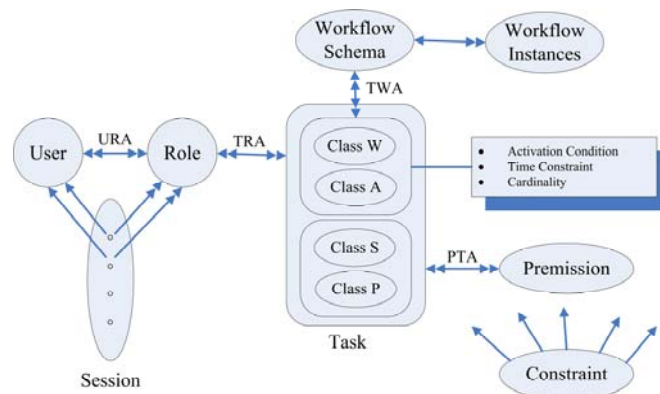 Workflow
Schema
Workflow
Instances
TWA
User
URA
Role
TRA
Class W
Class A
• Activation Condition
• Time Constraint
• Cardinality
Class S
Class P
PTA
Premission
Task
Session
Constraint